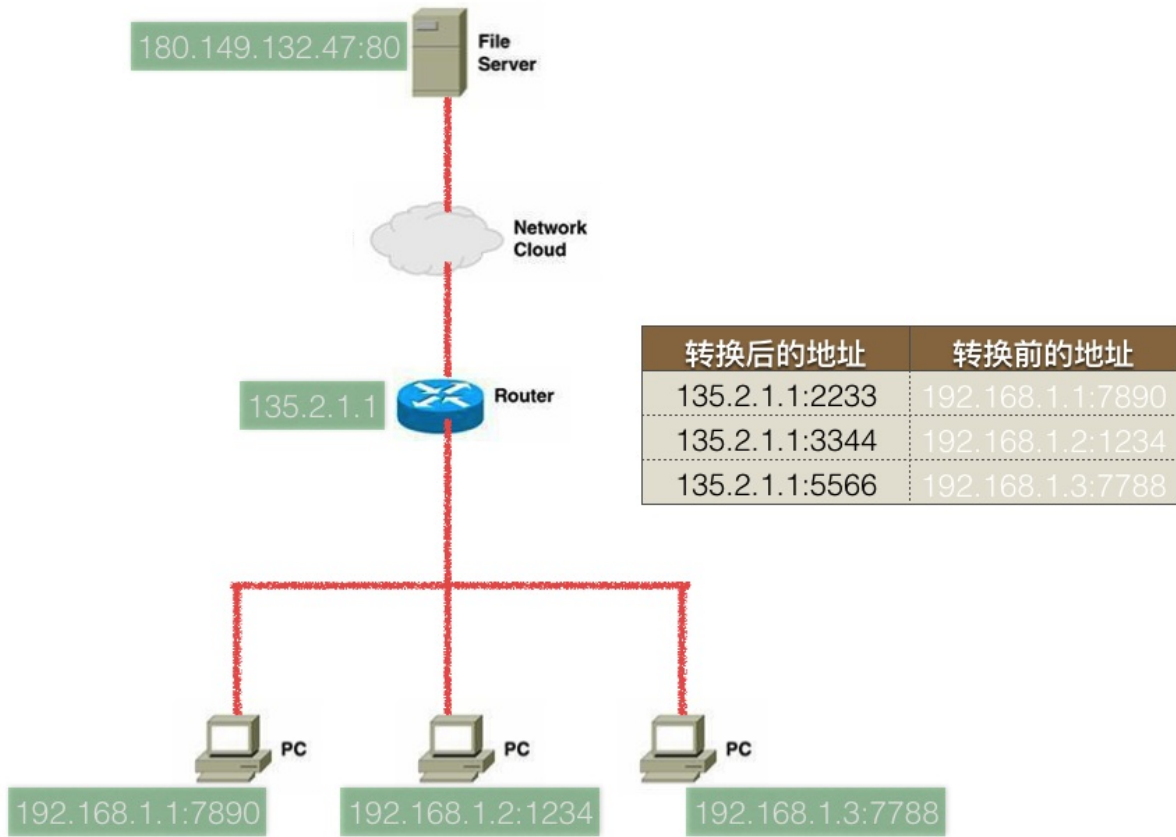 180.149.132.47:80
File
Server
Network
Cloud
135.2.1.1
Router
转换后的地址 转换前的地址
135.2.1.1:2233 192.168.1.1:7890
135.2.1.1:3344 192.168.1.2:1234
135.2.1.1:5566 192.168.1.3:7788
PC PC PC
192.168.1.1:7890 192.168.1.2:1234 192.168.1.3:7788